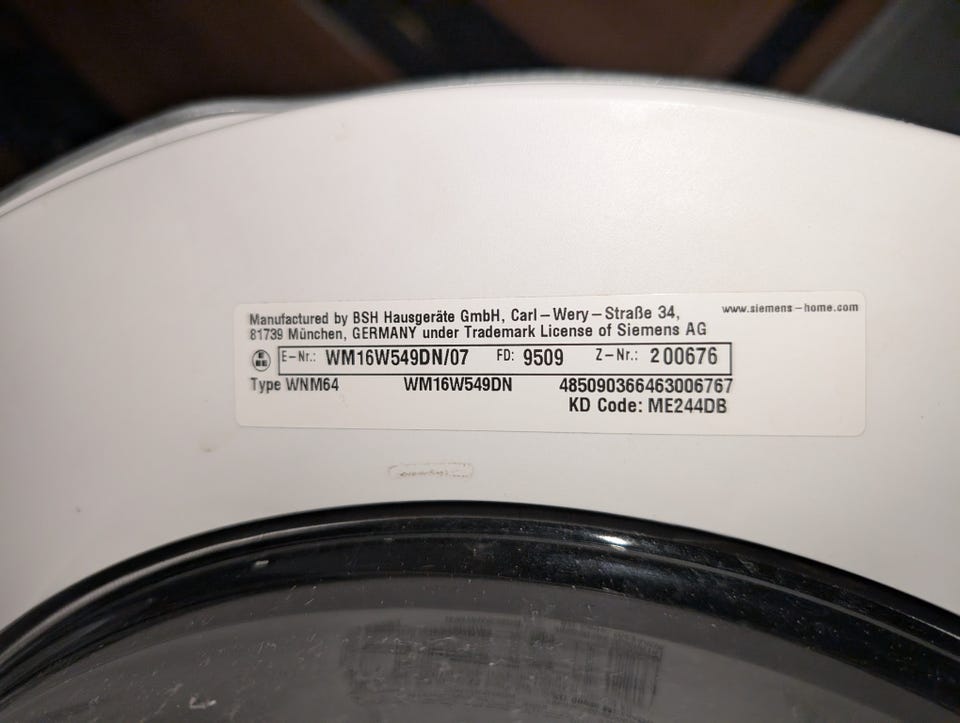 Manufactured by BSH Hausgeräte GmbH, Carl-Wery-Straße 34, www.siemens-home.com
81739 München, GERMANY under Trademark License of Siemens AG
E-Nr.: WM16W549DN/07 FD: 9509 Z-Nr.: 200676
Type WNM64 WM16W549DN 485090366463006767
KD Code: ME244DB